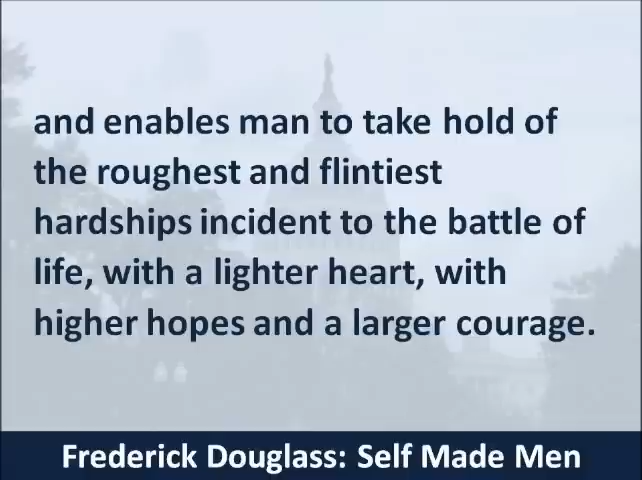 and enables man to take hold of
the roughest and flintiest
hardships incident to the battle of
life, with a lighter heart, with
higher hopes and a larger courage.
Frederick Douglass: Self Made Men